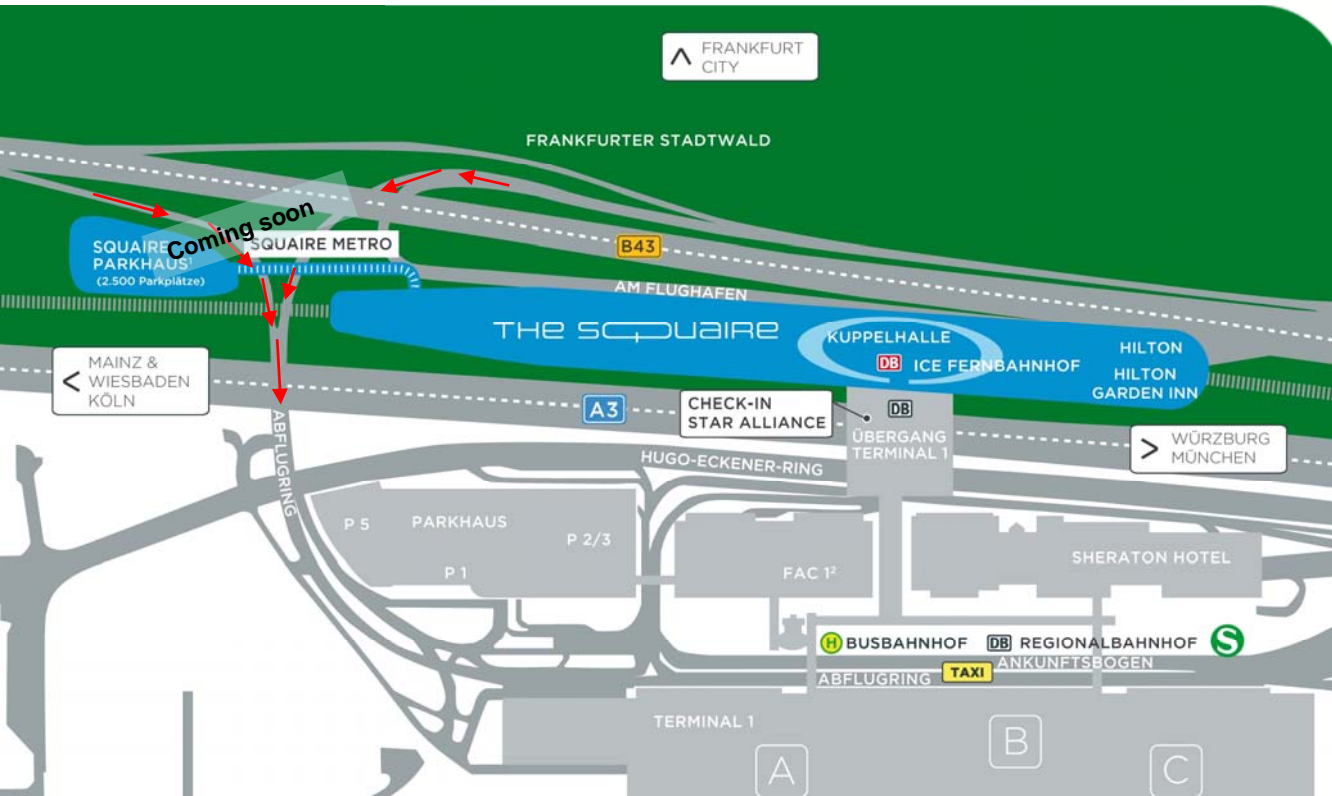 FRANKFURT
CITY
FRANKFURTER STADTWALD
Coming soon
SQUAIRE
PARKHAUS¹
(2.500 Parkplätze)
SQUAIRE METRO
B43
AM FLUGHAFEN
THE SQUAIRE
KUPPELHALLE
DB ICE FERNBAHNHOF
HILTON
HILTON
GARDEN INN
MAINZ &
WIESBADEN
KÖLN
A3
CHECK-IN
STAR ALLIANCE
DB
ÜBERGANG
TERMINAL 1
WÜRZBURG
MÜNCHEN
ABFLUGRING
HUGO-ECKENER-RING
P 5
PARKHAUS
P 2/3
P 1
FAC 1²
SHERATON HOTEL
H BUSBAHNHOF DB REGIONALBAHNHOF S
ANKUNFTSBOGEN
ABFLUGRING TAXI
TERMINAL 1
A
B
C